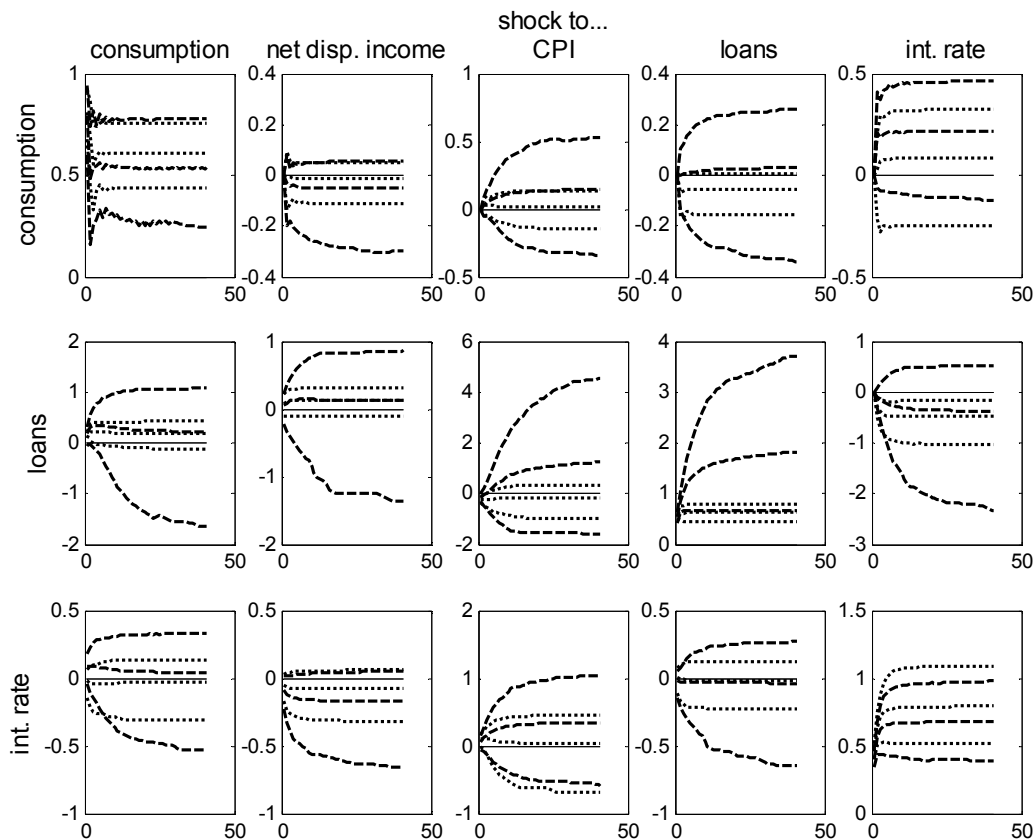 shock to...
consumption net disp. income CPI loans int. rate
consumption
1 0.5 0 0 50
0.4 0.2 0 -0.2 -0.4 0 50
0.5 0 -0.5 0 50
0.4 0.2 0 -0.2 -0.4 0 50
0.5 0 -0.5 0 50
loans
2 1 0 -1 -2 0 50
1 0 -1 -2 0 50
6 4 2 0 -2 0 50
4 3 2 1 0 0 50
1 0 -1 -2 -3 0 50
int. rate
0.5 0 -0.5 -1 0 50
0.5 0 -0.5 -1 0 50
2 1 0 -1 0 50
0.5 0 -0.5 -1 0 50
1.5 1 0.5 0 0 50